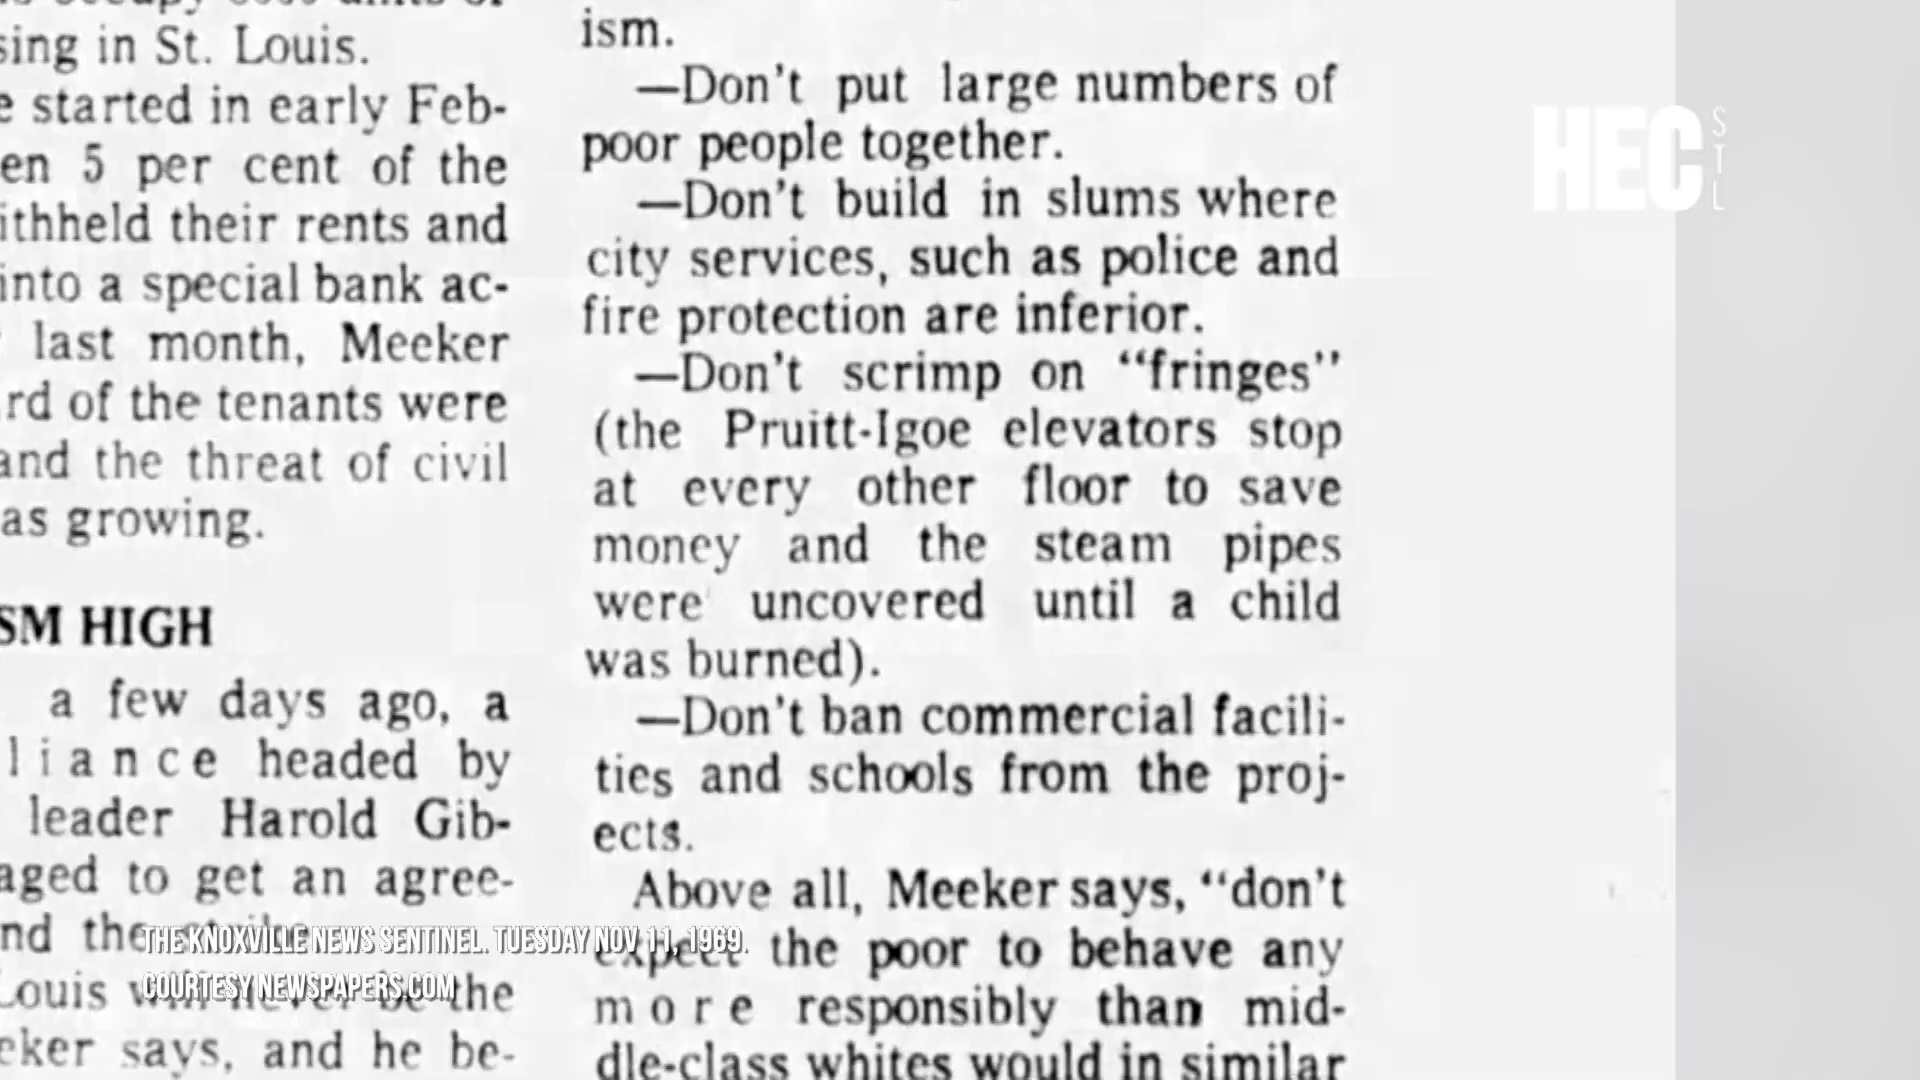 sing in St. Louis.
e started in early Feb-
en 5 per cent of the
ithheld their rents and
into a special bank ac-
last month, Meeker
rd of the tenants were
and the threat of civil
as growing.
SM HIGH
a few days ago, a
liance headed by
leader Harold Gib-
aged to get an agree-
nd the strike
Louis will never be the
eker says, and he be-
ism.
—Don't put large numbers of
poor people together.
—Don't build in slums where
city services, such as police and
fire protection are inferior.
—Don't scrimp on “fringes”
(the Pruitt-Igoe elevators stop
at every other floor to save
money and the steam pipes
were uncovered until a child
was burned).
—Don't ban commercial facili-
ties and schools from the proj-
ects.
Above all, Meeker says, “don't
expect the poor to behave any
more responsibly than mid-
dle-class whites would in similar
HEC
STL
THE KNOXVILLE NEWS SENTINEL. TUESDAY NOV 11, 1969.
COURTESY NEWSPAPERS.COM